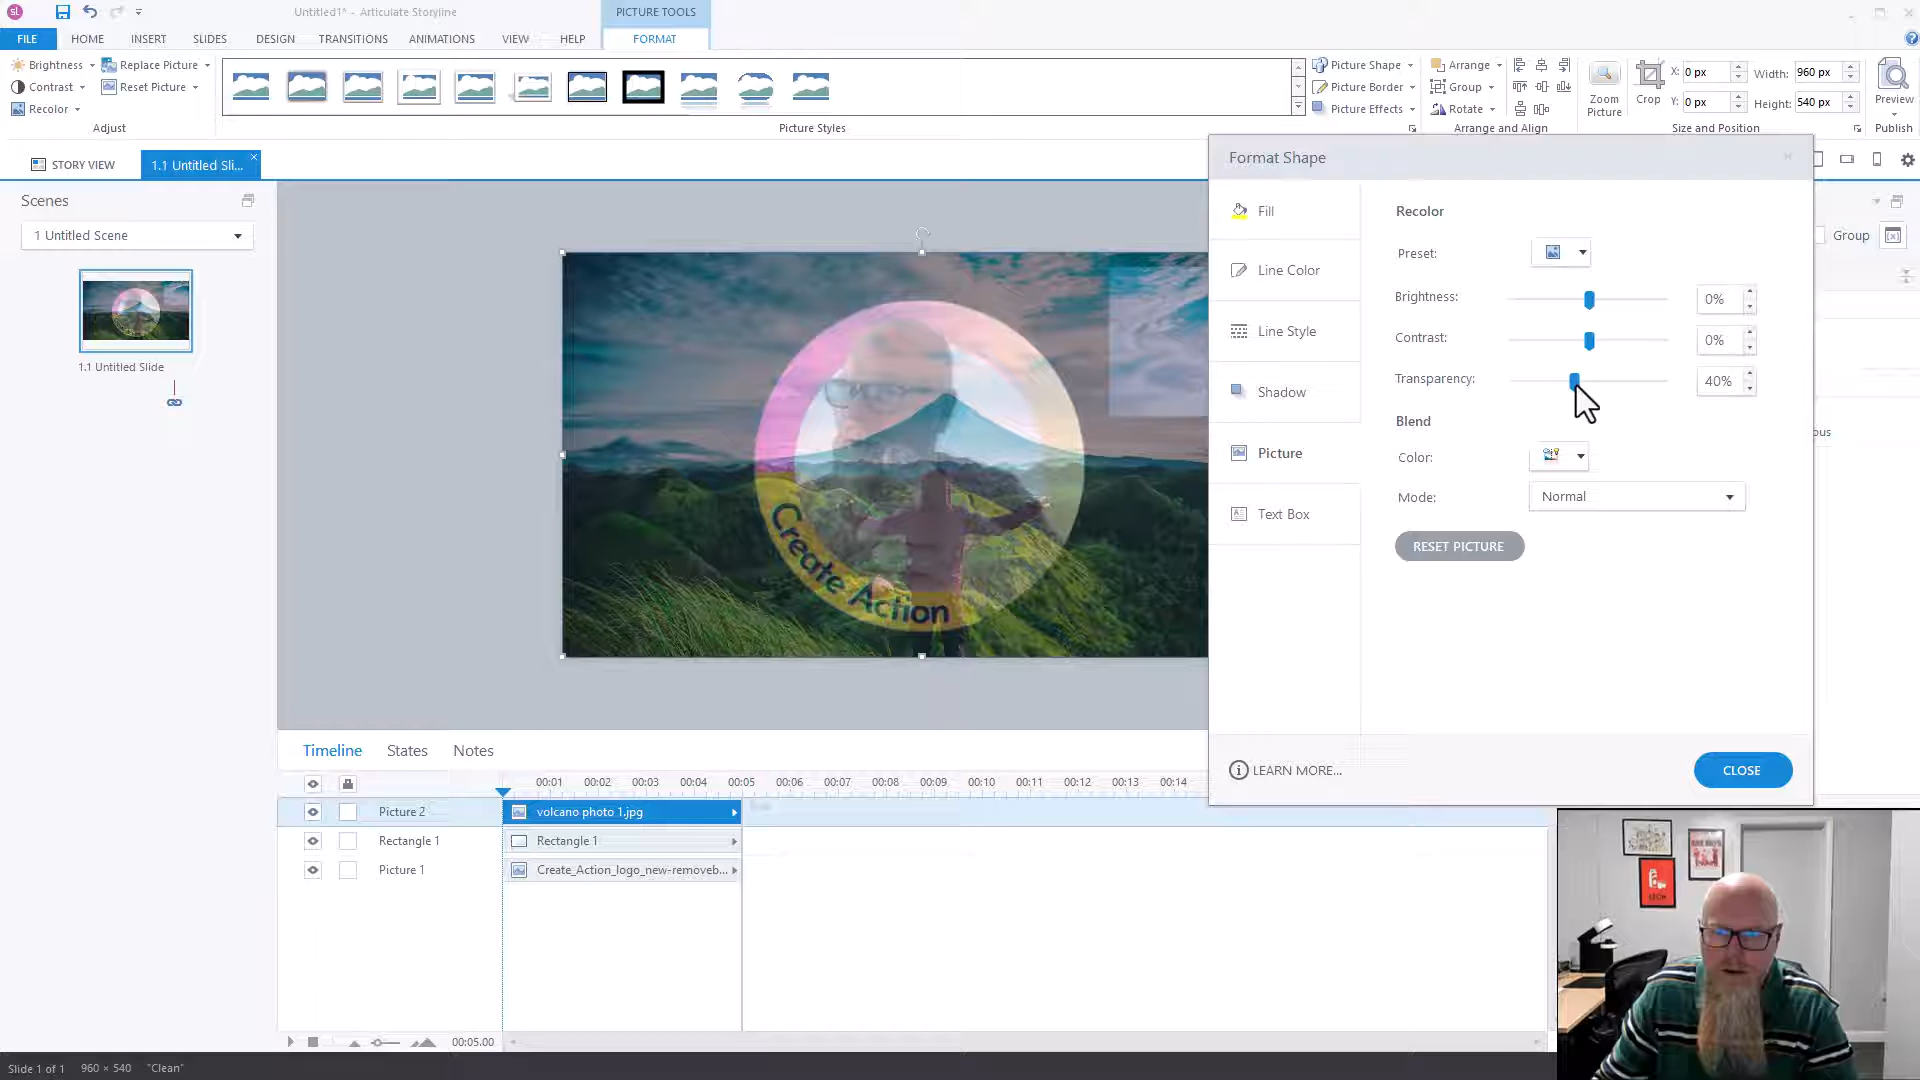 sl
Untitled1* - Articulate Storyline
PICTURE TOOLS
FILE HOME INSERT SLIDES DESIGN TRANSITIONS ANIMATIONS VIEW HELP FORMAT
Brightness Replace Picture
Contrast Reset Picture
Recolor
Adjust
Picture Styles
Picture Shape
Picture Border
Picture Effects
Arrange
Group
Rotate
Arrange and Align
Zoom Picture
Crop
X: 0 px Width: 960 px
Y: 0 px Height: 540 px
Size and Position
Preview
Publish
STORY VIEW
1.1 Untitled Sli...
Scenes
1 Untitled Scene
1.1 Untitled Slide
Create Action
Group
Format Shape
Fill
Line Color
Line Style
Shadow
Picture
Text Box
Recolor
Preset:
Brightness: 0%
Contrast: 0%
Transparency: 40%
Blend
Color:
Mode: Normal
RESET PICTURE
LEARN MORE...
CLOSE
Timeline States Notes
00:01 00:02 00:03 00:04 00:05 00:06 00:07 00:08 00:09 00:10 00:11 00:12 00:13 00:14
Picture 2 volcano photo 1.jpg
Rectangle 1 Rectangle 1
Picture 1 Create_Action_logo_new-removeb...
00:05.00
Slide 1 of 1 960 × 540 "Clean"